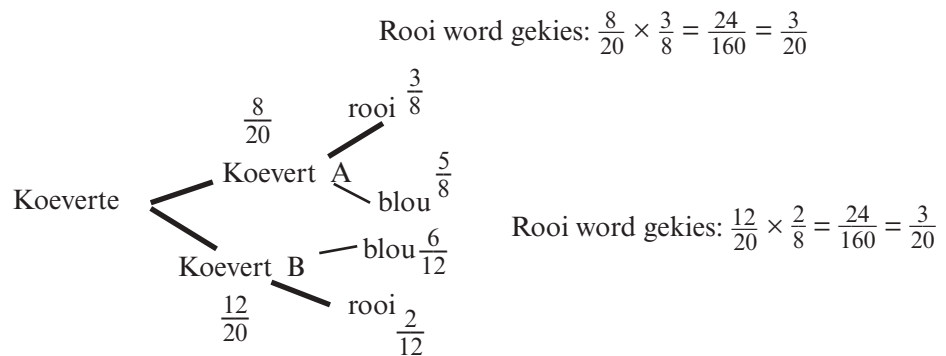 Rooi word gekies: 8/20 × 3/8 = 24/160 = 3/20
8/20
rooi 3/8
Koevert A
5/8
Koeverte
blou
Rooi word gekies: 12/20 × 2/8 = 24/160 = 3/20
blou 6/12
Koevert B
12/20
rooi 2/12